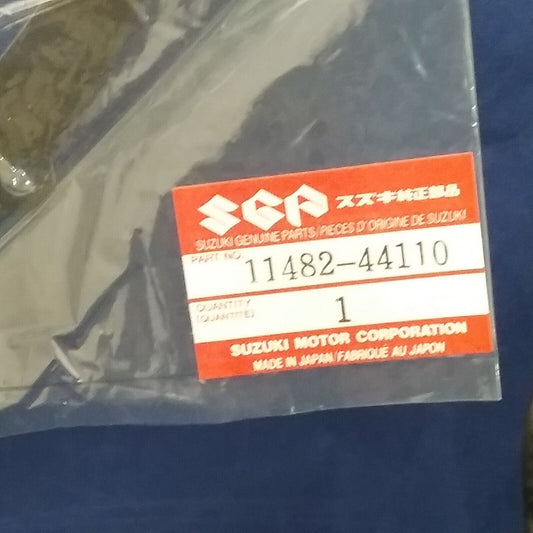 SGP スズキ純正部品
SUZUKI GENUINE PARTS/PIECES D'ORIGINE DE SUZUKI
PART NO. 11482-44110
QUANTITY 1
(QUANTITE)
SUZUKI MOTOR CORPORATION
MADE IN JAPAN/FABRIQUÉ AU JAPON